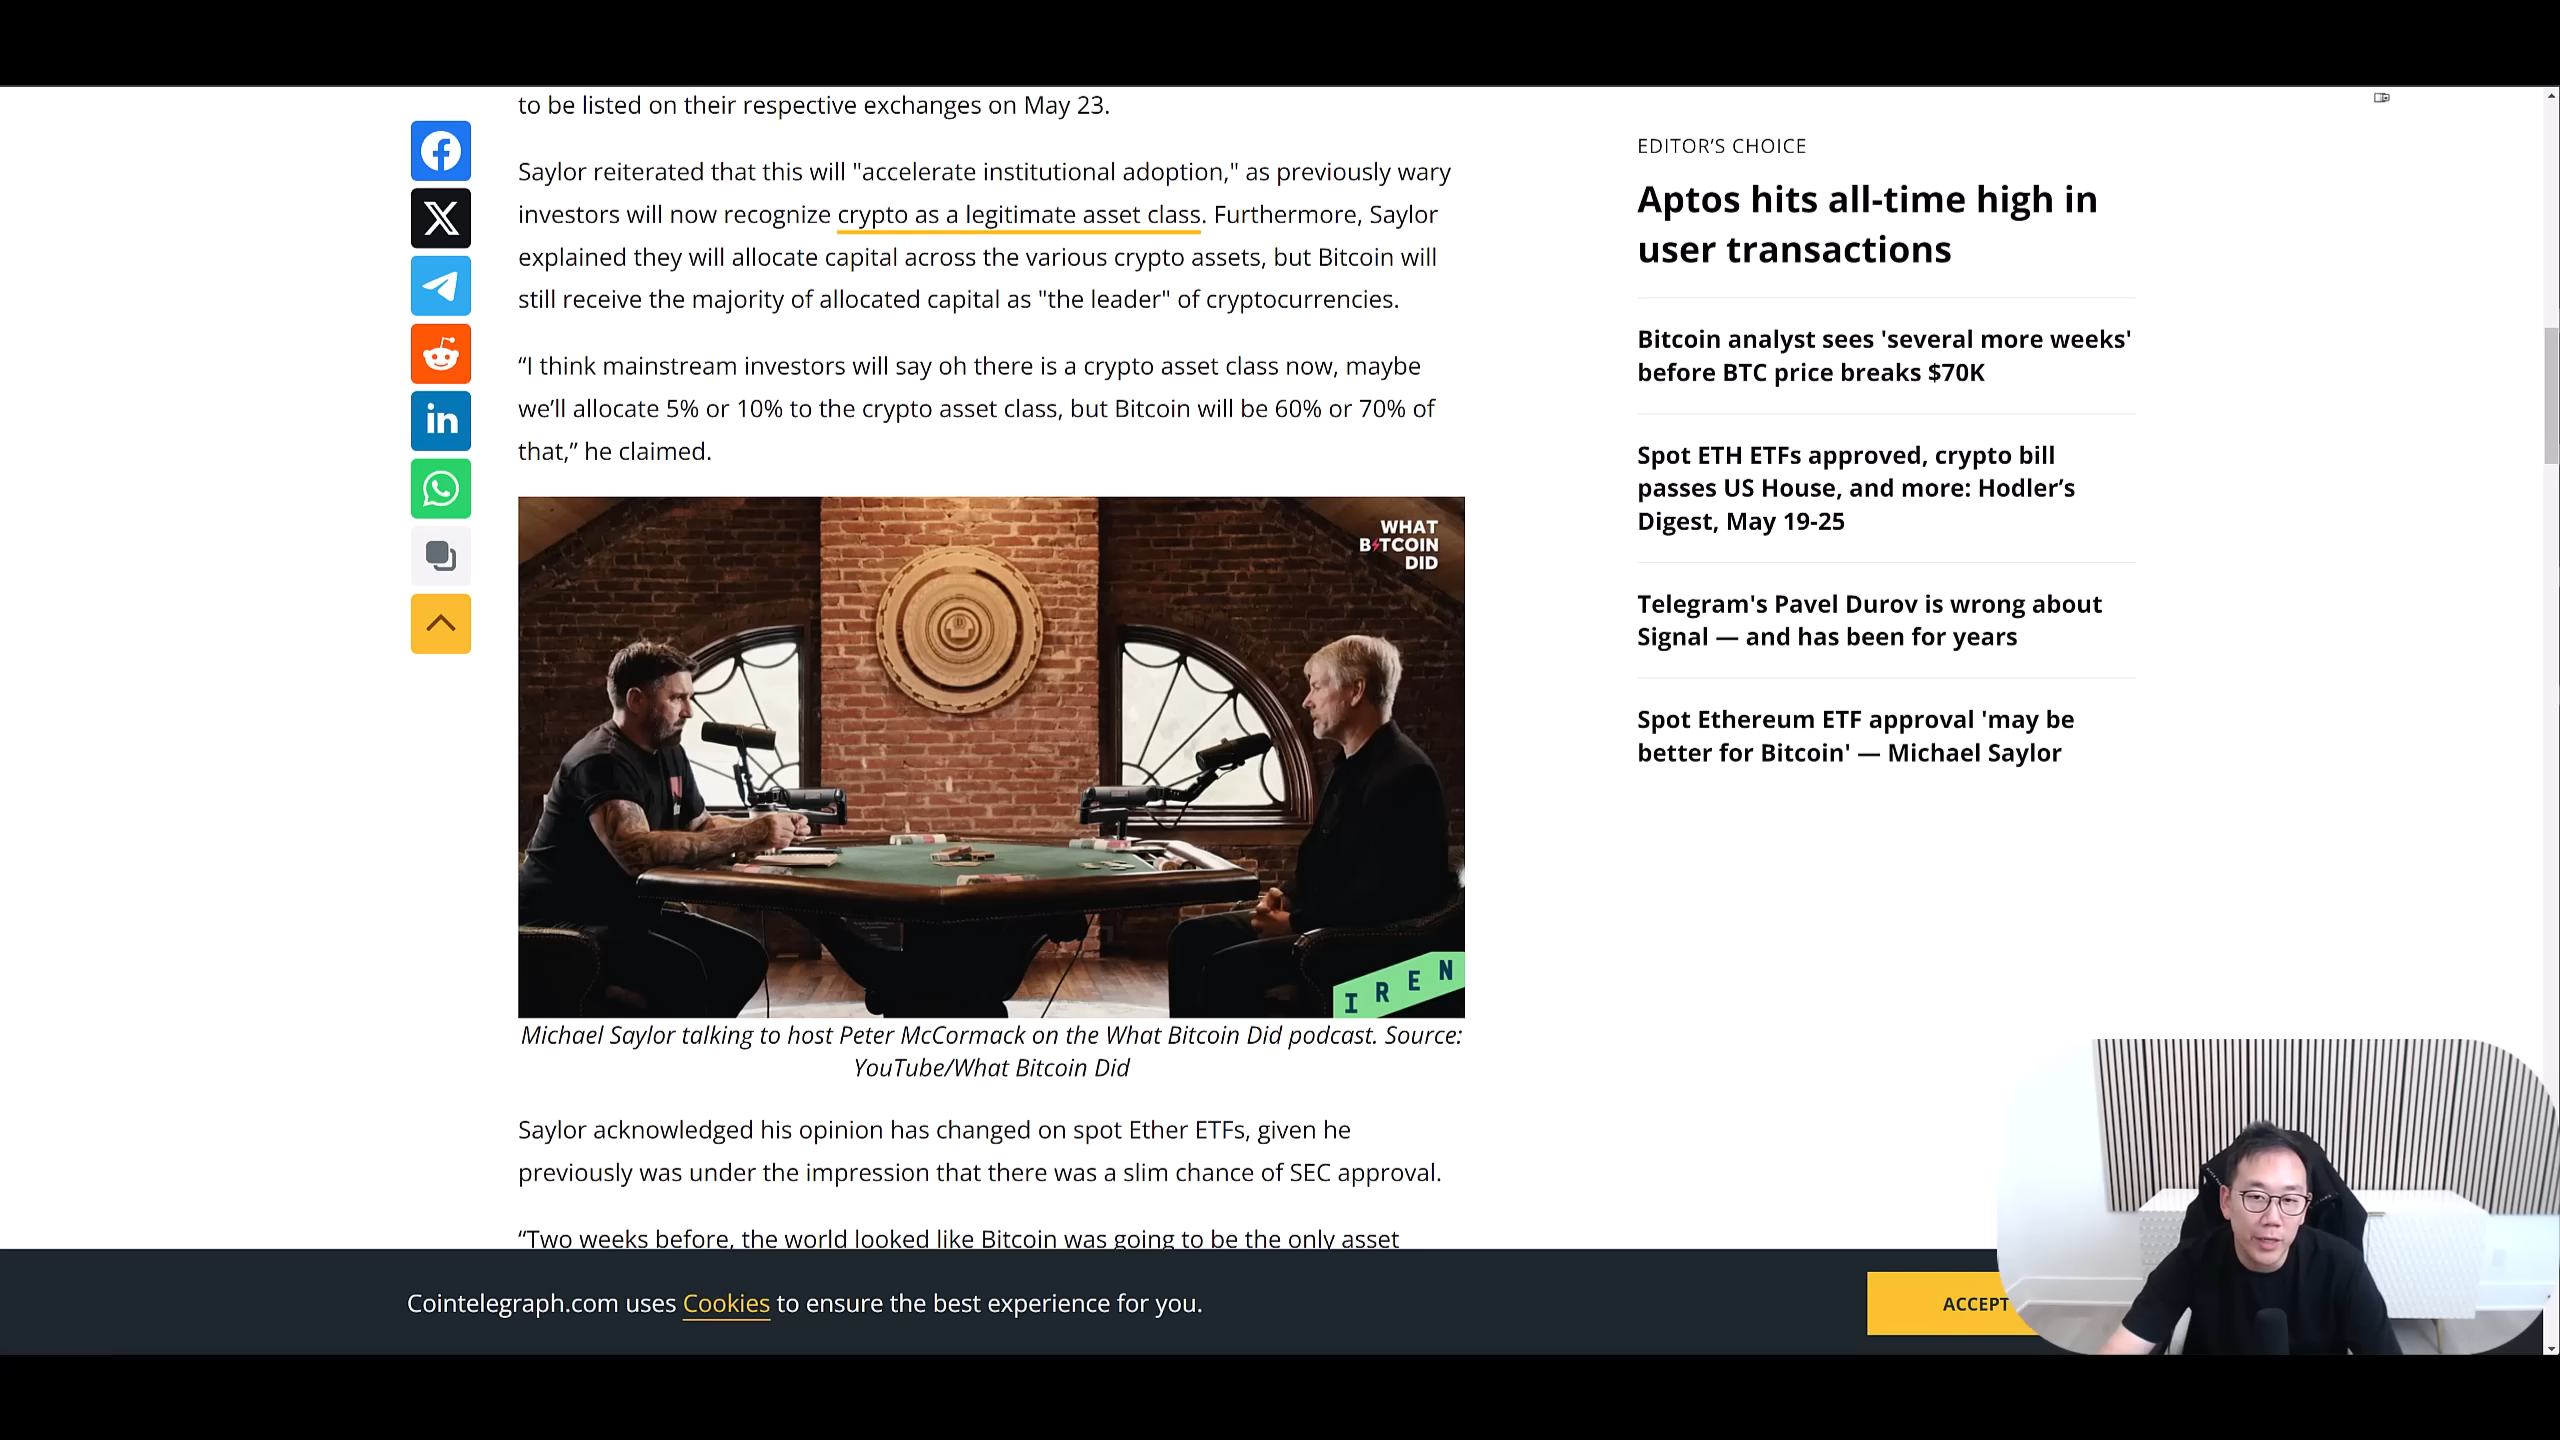 to be listed on their respective exchanges on May 23.
Saylor reiterated that this will "accelerate institutional adoption," as previously wary
investors will now recognize crypto as a legitimate asset class. Furthermore, Saylor
explained they will allocate capital across the various crypto assets, but Bitcoin will
still receive the majority of allocated capital as "the leader" of cryptocurrencies.
“I think mainstream investors will say oh there is a crypto asset class now, maybe
we’ll allocate 5% or 10% to the crypto asset class, but Bitcoin will be 60% or 70% of
that,” he claimed.
WHAT
BITCOIN
DID
IREN
Michael Saylor talking to host Peter McCormack on the What Bitcoin Did podcast. Source:
YouTube/What Bitcoin Did
Saylor acknowledged his opinion has changed on spot Ether ETFs, given he
previously was under the impression that there was a slim chance of SEC approval.
“Two weeks before, the world looked like Bitcoin was going to be the only asset
EDITOR’S CHOICE
Aptos hits all-time high in
user transactions
Bitcoin analyst sees 'several more weeks'
before BTC price breaks $70K
Spot ETH ETFs approved, crypto bill
passes US House, and more: Hodler’s
Digest, May 19-25
Telegram's Pavel Durov is wrong about
Signal — and has been for years
Spot Ethereum ETF approval 'may be
better for Bitcoin' — Michael Saylor
Cointelegraph.com uses Cookies to ensure the best experience for you.
ACCEPT